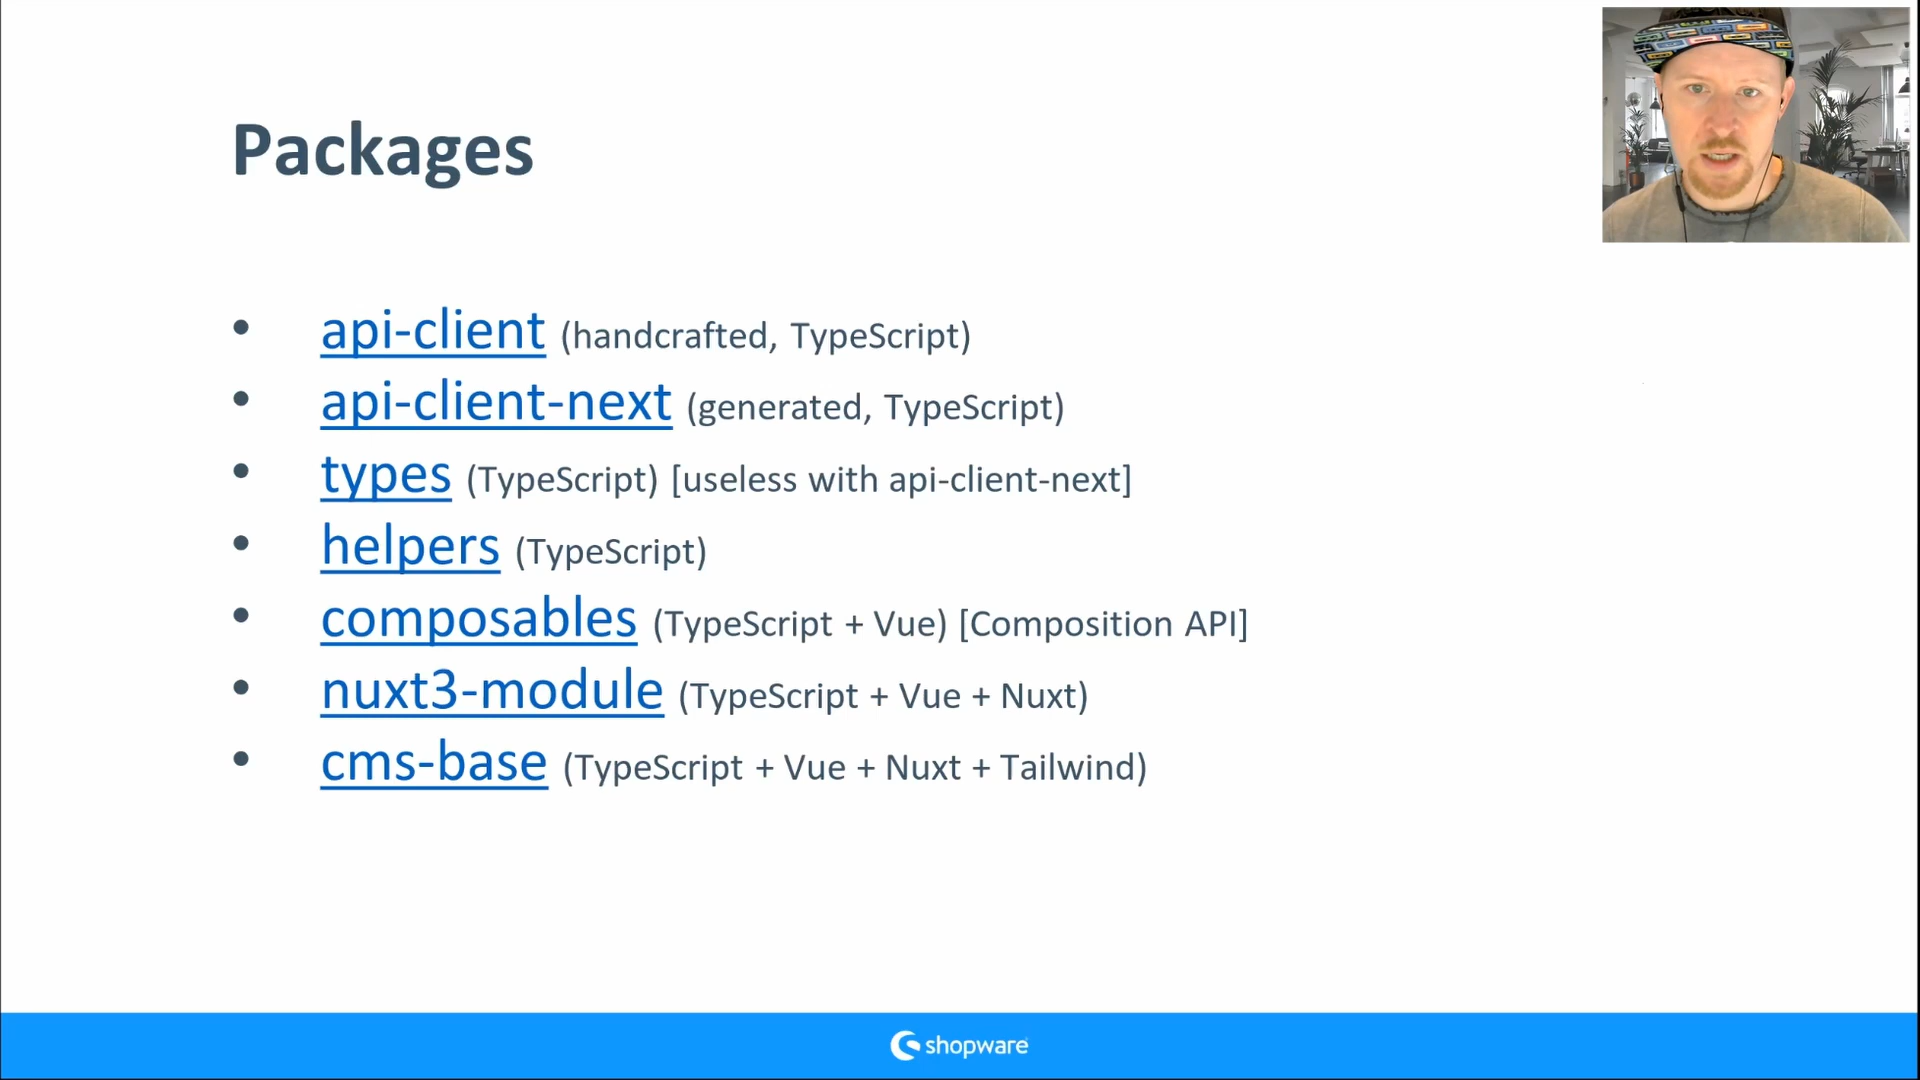 Packages
• api-client (handcrafted, TypeScript)
• api-client-next (generated, TypeScript)
• types (TypeScript) [useless with api-client-next]
• helpers (TypeScript)
• composables (TypeScript + Vue) [Composition API]
• nuxt3-module (TypeScript + Vue + Nuxt)
• cms-base (TypeScript + Vue + Nuxt + Tailwind)
shopware